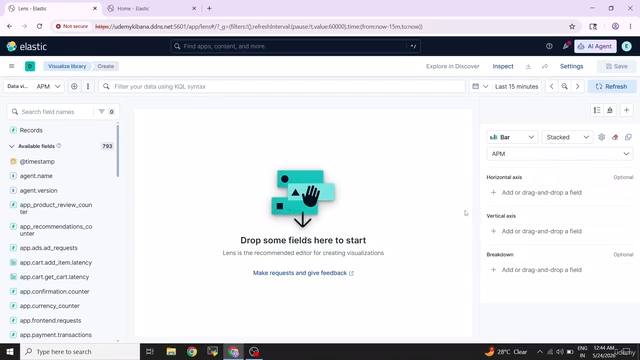 Lens - Elastic
Home - Elastic
Not secure
https://udemykibana.ddns.net:5601/app/lens#/?_g=(filters:!(),refreshInterval:(pause:!t,value:60000),time:(from:now-15m,to:now))
elastic
Find apps, content, and more.
AI Agent
D
Visualize library
Create
Explore in Discover
Inspect
Settings
Save
Data vi
APM
Filter your data using KQL syntax
Last 15 minutes
Refresh
Search field names
0
Records
Available fields
793
@timestamp
agent.name
agent.version
app_product_review_coun
ter
app_recommendations_co
unter
app.ads.ad_requests
app.cart.add_item.latency
app.cart.get_cart.latency
app.confirmation.counter
app.currency_counter
app.frontend.requests
app.payment.transactions
Drop some fields here to start
Lens is the recommended editor for creating visualizations
Make requests and give feedback
Bar
Stacked
APM
Horizontal axis
Optional
Add or drag-and-drop a field
Vertical axis
Add or drag-and-drop a field
Breakdown
Optional
Add or drag-and-drop a field
Type here to search
28°C Clear
ENG
IN
12:44 AM
udemy